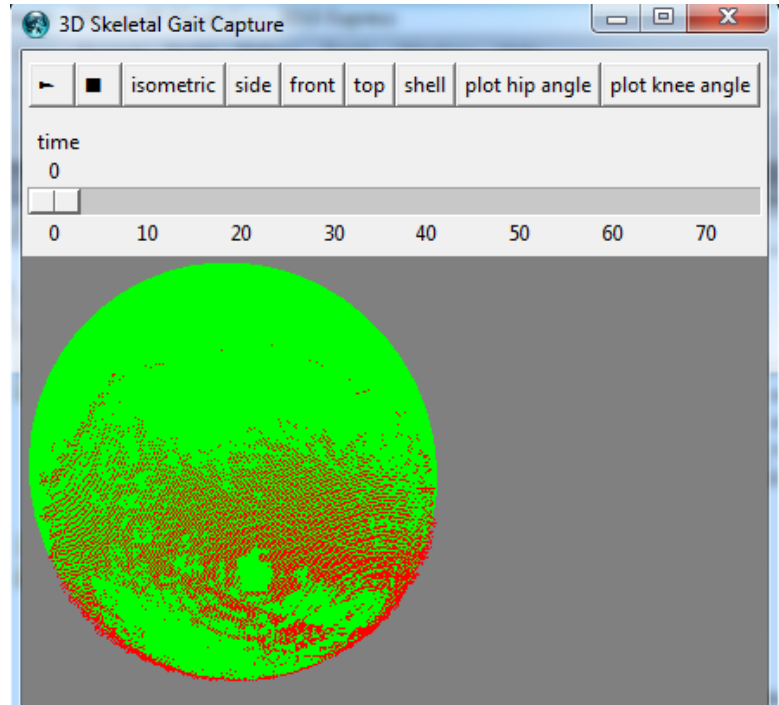 3D Skeletal Gait Capture
isometric side front top shell plot hip angle plot knee angle
time
0
0 10 20 30 40 50 60 70